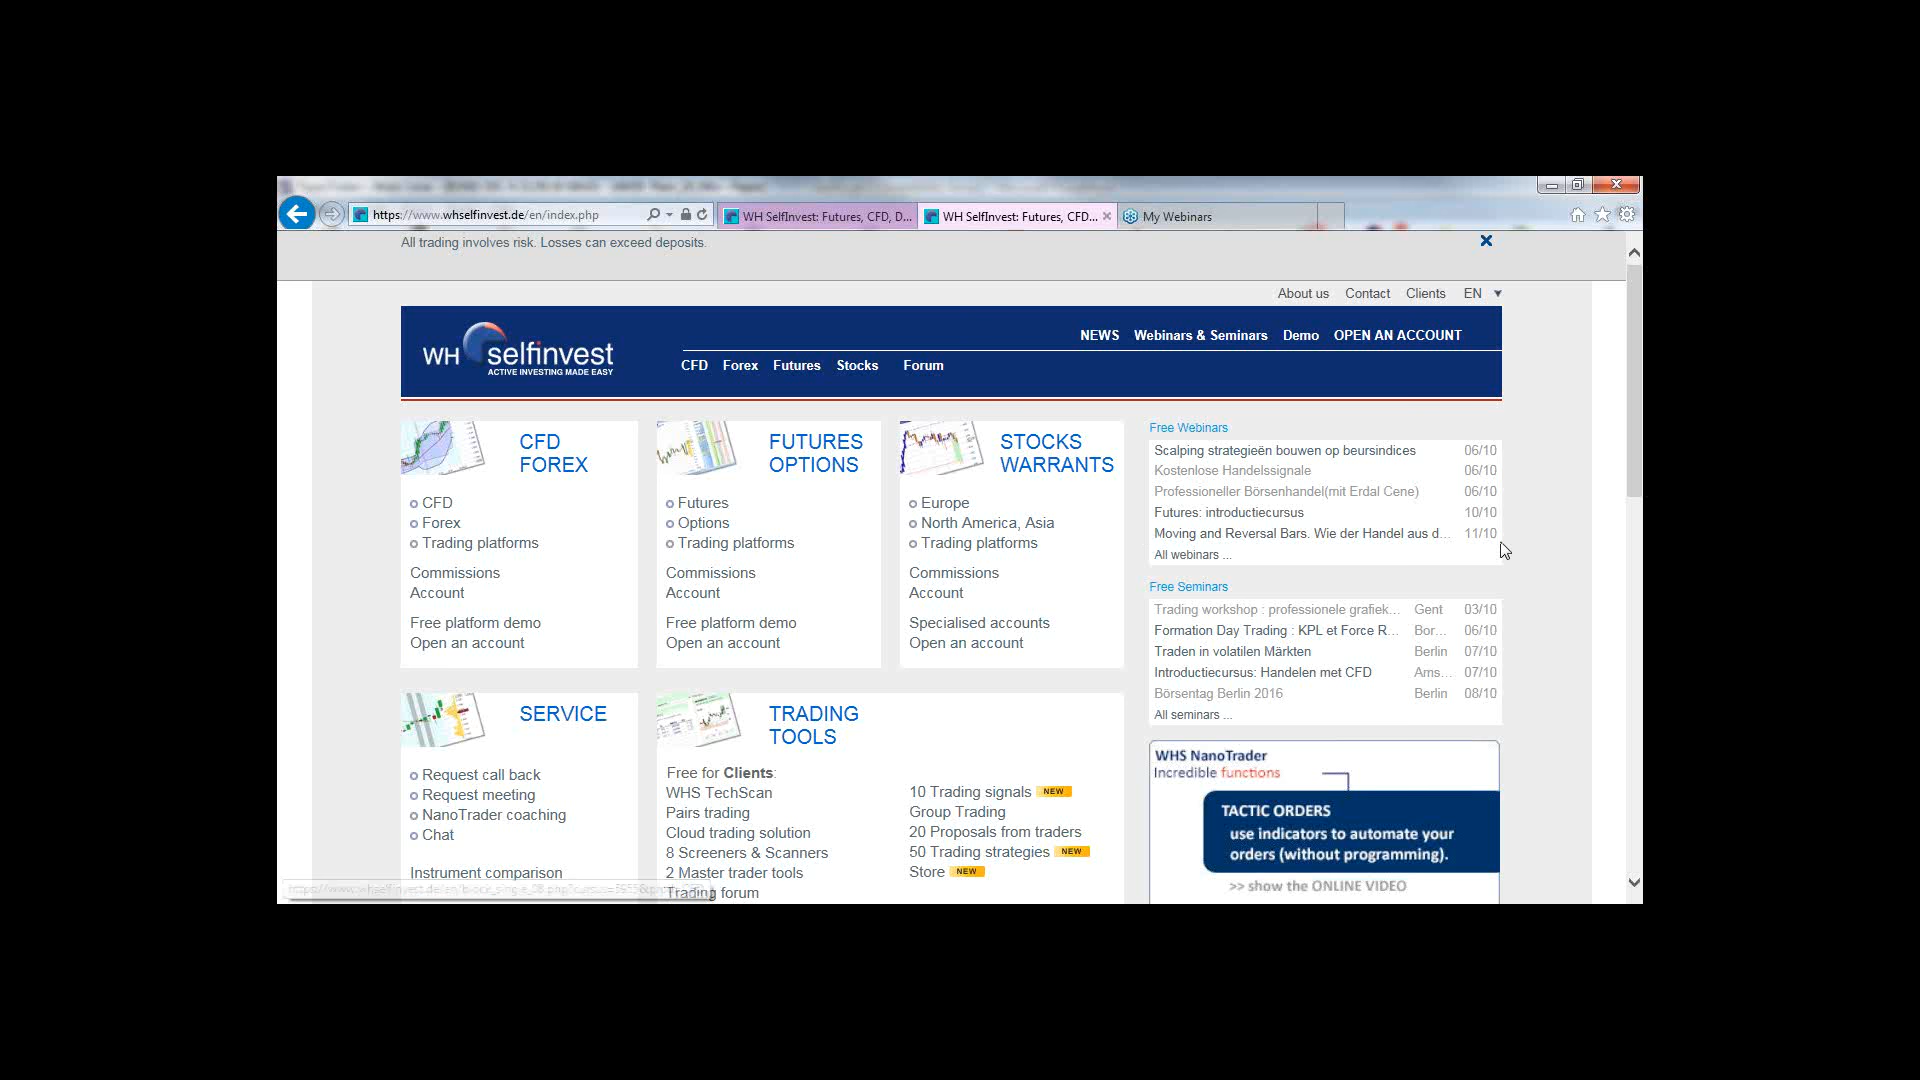 https://www.whselfinvest.de/en/index.php
WH SelfInvest: Futures, CFD, D...
WH SelfInvest: Futures, CFD...
My Webinars
All trading involves risk. Losses can exceed deposits.
About us Contact Clients EN
NEWS Webinars & Seminars Demo OPEN AN ACCOUNT
WH selfinvest
ACTIVE INVESTING MADE EASY
CFD Forex Futures Stocks Forum
CFD
FOREX
CFD
Forex
Trading platforms
Commissions
Account
Free platform demo
Open an account
FUTURES
OPTIONS
Futures
Options
Trading platforms
Commissions
Account
Free platform demo
Open an account
STOCKS
WARRANTS
Europe
North America, Asia
Trading platforms
Commissions
Account
Specialised accounts
Open an account
Free Webinars
Scalping strategieën bouwen op beursindices 06/10
Kostenlose Handelssignale 06/10
Professioneller Börsenhandel(mit Erdal Cene) 06/10
Futures: introductiecursus 10/10
Moving and Reversal Bars. Wie der Handel aus d... 11/10
All webinars ...
Free Seminars
Trading workshop : professionele grafiek... Gent 03/10
Formation Day Trading : KPL et Force R... Bor... 06/10
Traden in volatilen Märkten Berlin 07/10
Introductiecursus: Handelen met CFD Ams... 07/10
Börsentag Berlin 2016 Berlin 08/10
All seminars ...
SERVICE
Request call back
Request meeting
NanoTrader coaching
Chat
Instrument comparison
TRADING
TOOLS
Free for Clients:
WHS TechScan
Pairs trading
Cloud trading solution
8 Screeners & Scanners
2 Master trader tools
Trading forum
10 Trading signals NEW
Group Trading
20 Proposals from traders
50 Trading strategies NEW
Store NEW
WHS NanoTrader
Incredible functions
TACTIC ORDERS
use indicators to automate your
orders (without programming).
>> show the ONLINE VIDEO